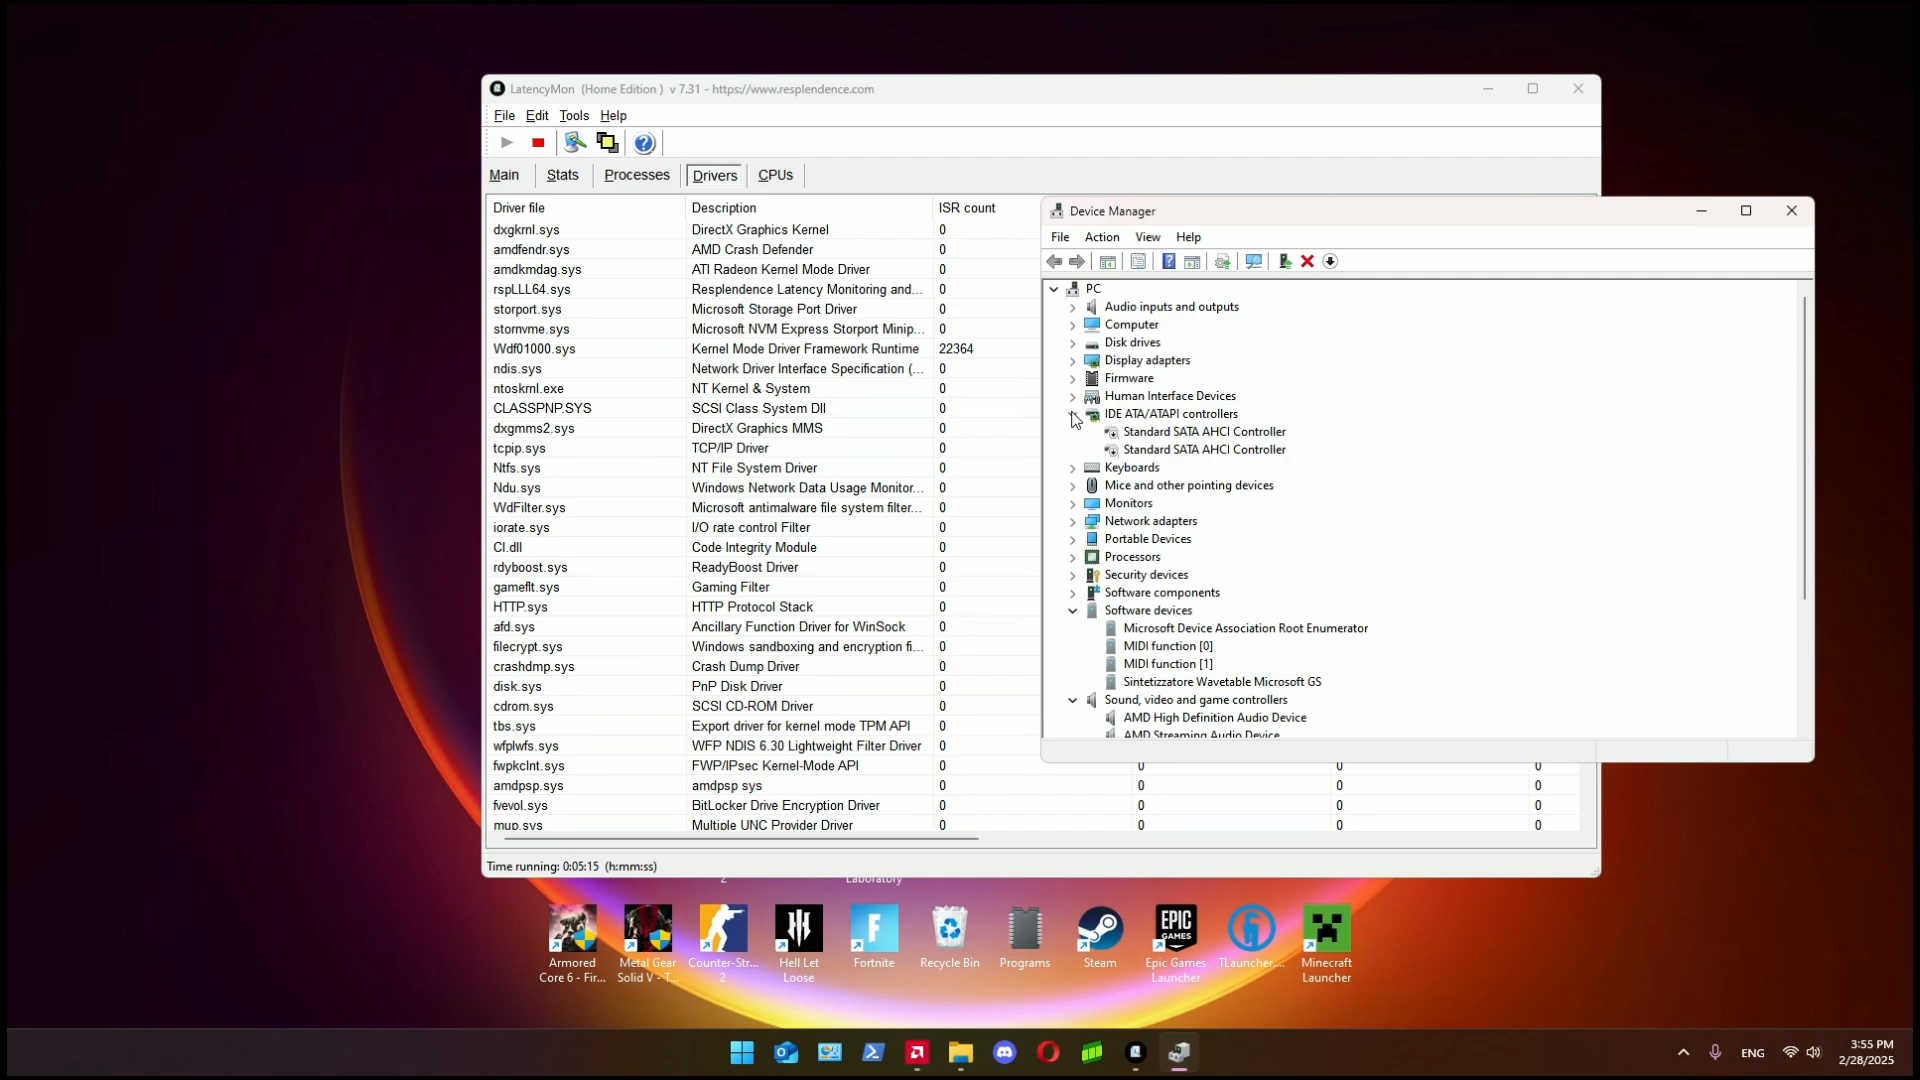 LatencyMon (Home Edition ) v 7.31 - https://www.resplendence.com
File Edit Tools Help
Main Stats Processes Drivers CPUs
Driver file Description ISR count
dxgkrnl.sys DirectX Graphics Kernel 0
amdfendr.sys AMD Crash Defender 0
amdkmdag.sys ATI Radeon Kernel Mode Driver 0
rspLLL64.sys Resplendence Latency Monitoring and... 0
storport.sys Microsoft Storage Port Driver 0
stornvme.sys Microsoft NVM Express Storport Minip... 0
Wdf01000.sys Kernel Mode Driver Framework Runtime 22364
ndis.sys Network Driver Interface Specification (... 0
ntoskrnl.exe NT Kernel & System 0
CLASSPNP.SYS SCSI Class System Dll 0
dxgmms2.sys DirectX Graphics MMS 0
tcpip.sys TCP/IP Driver 0
Ntfs.sys NT File System Driver 0
Ndu.sys Windows Network Data Usage Monitor... 0
WdFilter.sys Microsoft antimalware file system filter... 0
iorate.sys I/O rate control Filter 0
CI.dll Code Integrity Module 0
rdyboost.sys ReadyBoost Driver 0
gameflt.sys Gaming Filter 0
HTTP.sys HTTP Protocol Stack 0
afd.sys Ancillary Function Driver for WinSock 0
filecrypt.sys Windows sandboxing and encryption fi... 0
crashdmp.sys Crash Dump Driver 0
disk.sys PnP Disk Driver 0
cdrom.sys SCSI CD-ROM Driver 0
tbs.sys Export driver for kernel mode TPM API 0
wfplwfs.sys WFP NDIS 6.30 Lightweight Filter Driver 0
fwpkclnt.sys FWP/IPsec Kernel-Mode API 0 0 0 0
amdpsp.sys amdpsp sys 0 0 0 0
fvevol.sys BitLocker Drive Encryption Driver 0 0 0 0
mup.sys Multiple UNC Provider Driver 0 0 0 0
Time running: 0:05:15 (h:mm:ss)
Device Manager
File Action View Help
PC
Audio inputs and outputs
Computer
Disk drives
Display adapters
Firmware
Human Interface Devices
IDE ATA/ATAPI controllers
Standard SATA AHCI Controller
Standard SATA AHCI Controller
Keyboards
Mice and other pointing devices
Monitors
Network adapters
Portable Devices
Processors
Security devices
Software components
Software devices
Microsoft Device Association Root Enumerator
MIDI function [0]
MIDI function [1]
Sintetizzatore Wavetable Microsoft GS
Sound, video and game controllers
AMD High Definition Audio Device
AMD Streaming Audio Device
2 Laboratory
EPIC GAMES
Armored Core 6 - Fir...
Metal Gear Solid V - T...
Counter-Str... 2
Hell Let Loose
Fortnite
Recycle Bin
Programs
Steam
Epic Games Launcher
TLauncher....
Minecraft Launcher
ENG
3:55 PM
2/28/2025